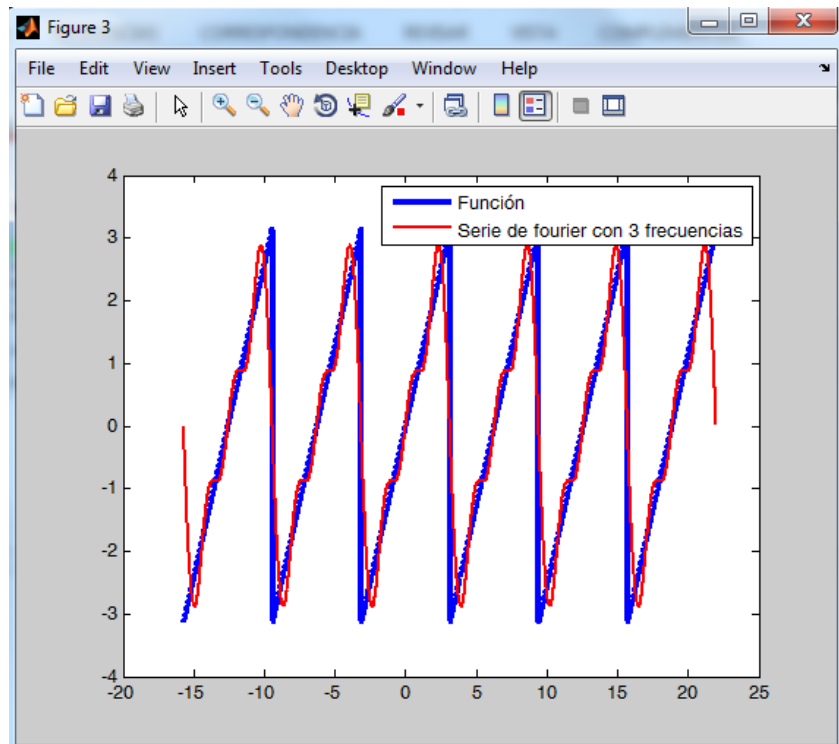 Figure 3
File Edit View Insert Tools Desktop Window Help
Función
Serie de fourier con 3 frecuencias
4
3
2
1
0
-1
-2
-3
-4
-20 -15 -10 -5 0 5 10 15 20 25